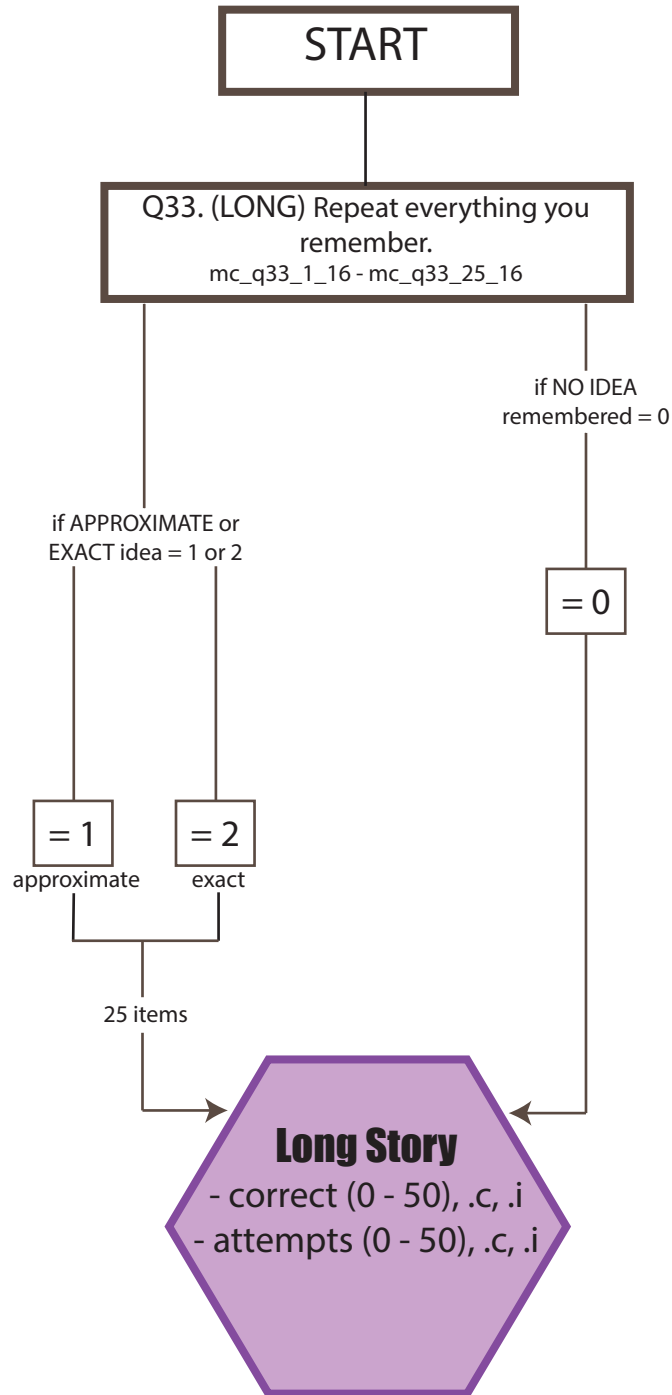 START
Q33. (LONG) Repeat everything you
remember.
mc_q33_1_16 - mc_q33_25_16
if NO IDEA
remembered = 0
if APPROXIMATE or
EXACT idea = 1 or 2
= 0
= 1
approximate
= 2
exact
25 items
Long Story
- correct (0 - 50), .c, .i
- attempts (0 - 50), .c, .i